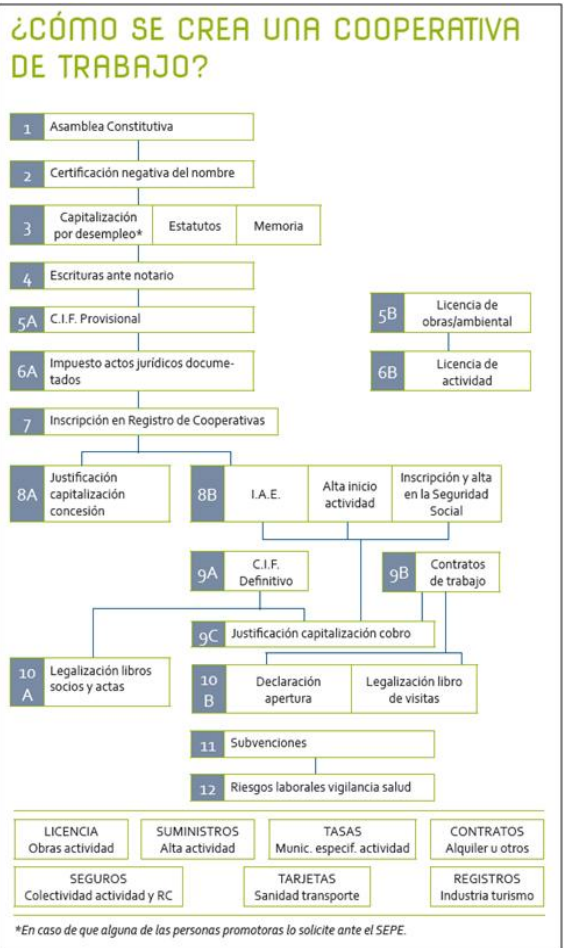 ¿CÓMO SE CREA UNA COOPERATIVA
DE TRABAJO?
1 Asamblea Constitutiva
2 Certificación negativa del nombre
3 Capitalización
por desempleo* Estatutos Memoria
4 Escrituras ante notario
5A C.I.F. Provisional
5B Licencia de
obras/ambiental
6A Impuesto actos jurídicos docume-
tados
6B Licencia de
actividad
7 Inscripción en Registro de Cooperativas
8A Justificación
capitalización
concesión
8B I.A.E.
Alta inicio
actividad
Inscripción y alta
en la Seguridad
Social
9A C.I.F.
Definitivo
9B Contratos
de trabajo
9C Justificación capitalización cobro
10
A Legalización libros
socios y actas
10
B Declaración
apertura
Legalización libro
de visitas
11 Subvenciones
12 Riesgos laborales vigilancia salud
LICENCIA
Obras actividad
SUMINISTROS
Alta actividad
TASAS
Munic. especif. actividad
CONTRATOS
Alquiler u otros
SEGUROS
Colectividad actividad y RC
TARJETAS
Sanidad transporte
REGISTROS
Industria turismo
*En caso de que alguna de las personas promotoras lo solicite ante el SEPE.